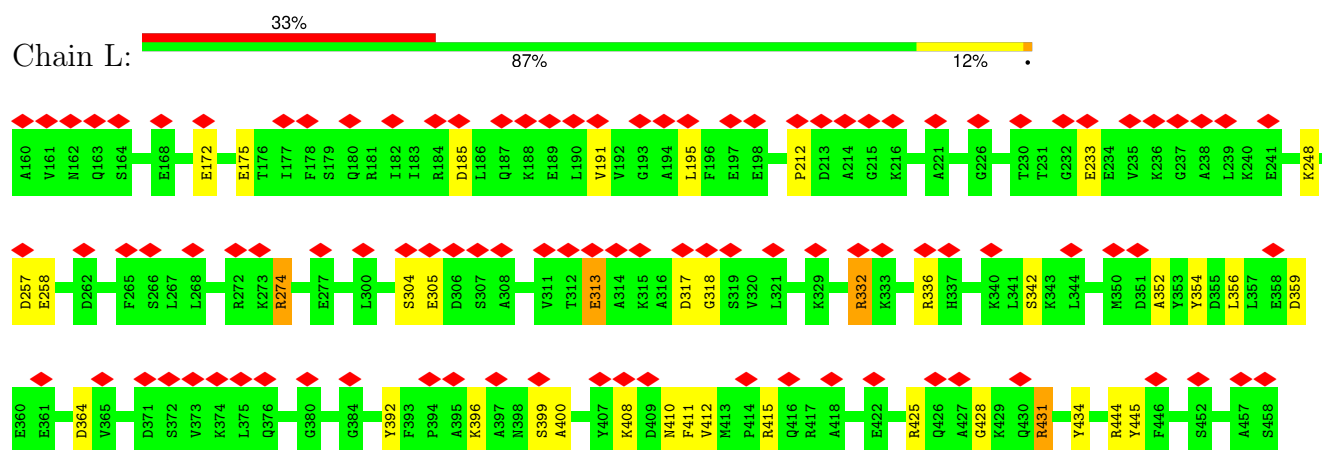 33%
Chain L:
87% 12% •
A160 V161 N162 Q163 S164 E168 E172 E175 T176 I177 F178 S179 Q180 R181 I182 I183 R184 D185 L186 Q187 K188 E189 L190 V191 V192 G193 A194 L195 F196 E197 E198 P212 D213 A214 G215 K216 A221 G226 T230 T231 G232 E233 E234 V235 K236 G237 A238 L239 K240 E241 K248
D257 E258 D262 F265 S266 L267 L268 R272 K273 R274 E277 L300 S304 E305 D306 S307 A308 V311 T312 E313 A314 K315 A316 D317 G318 S319 V320 L321 K329 R332 K333 R336 H337 K340 L341 S342 K343 L344 M350 D351 A352 Y353 Y354 D355 L356 L357 E358 D359
E360 E361 D364 V365 D371 S372 V373 K374 L375 Q376 G380 G384 Y392 F393 P394 A395 K396 A397 N398 S399 A400 Y407 K408 D409 N410 F411 V412 M413 P414 R415 Q416 R417 A418 E422 R425 Q426 A427 G428 K429 Q430 R431 Y434 R444 Y445 F446 S452 A457 S458